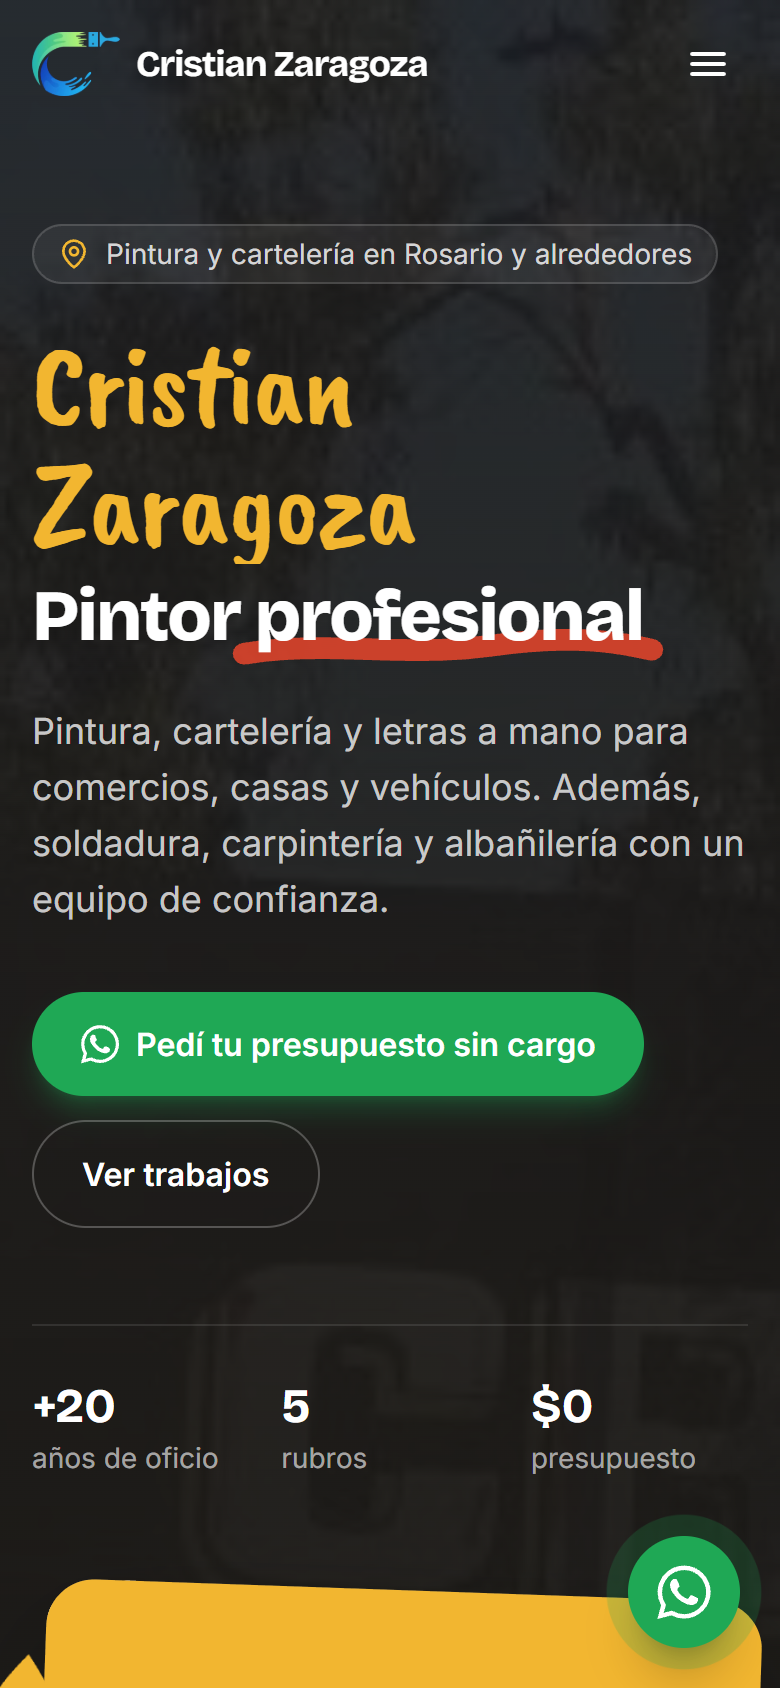 Cristian Zaragoza
Pintura y cartelería en Rosario y alrededores
Cristian
Zaragoza
Pintor profesional
Pintura, cartelería y letras a mano para
comercios, casas y vehículos. Además,
soldadura, carpintería y albañilería con un
equipo de confianza.
Pedí tu presupuesto sin cargo
Ver trabajos
+20
años de oficio
5
rubros
$0
presupuesto